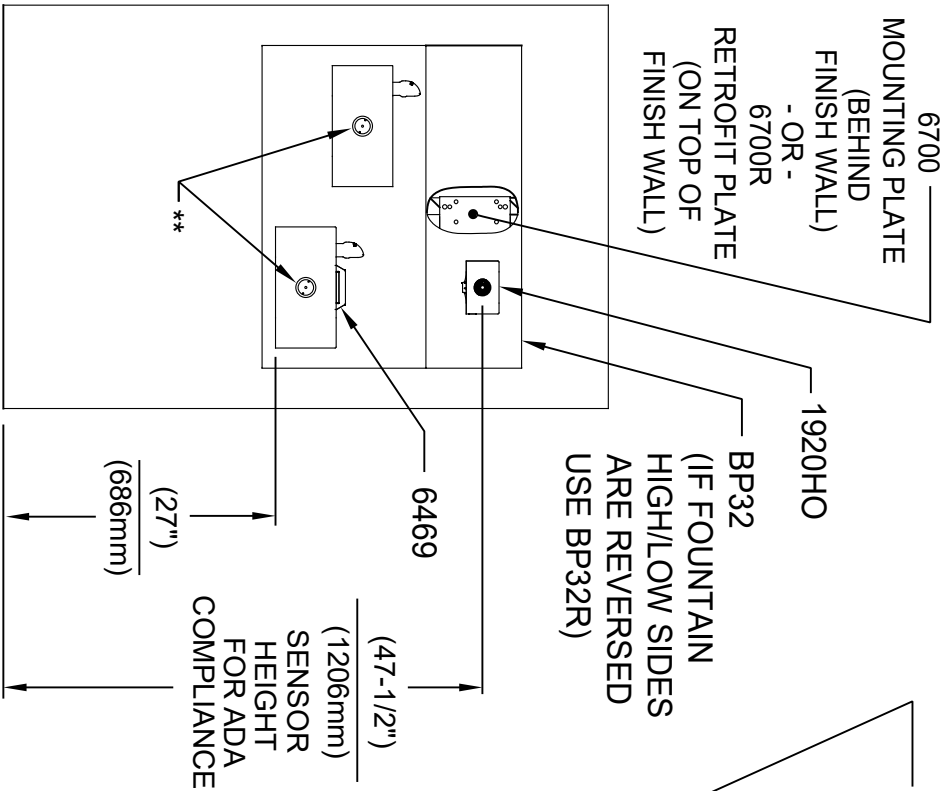 6700
MOUNTING PLATE
(BEHIND
FINISH WALL)
- OR -
6700R
RETROFIT PLATE
(ON TOP OF
FINISH WALL)
1920HO
BP32
(IF FOUNTAIN
HIGH/LOW SIDES
ARE REVERSED
USE BP32R)
6469
**
(27")
(686mm)
(47-1/2")
(1206mm)
SENSOR
HEIGHT
FOR ADA
COMPLIANCE